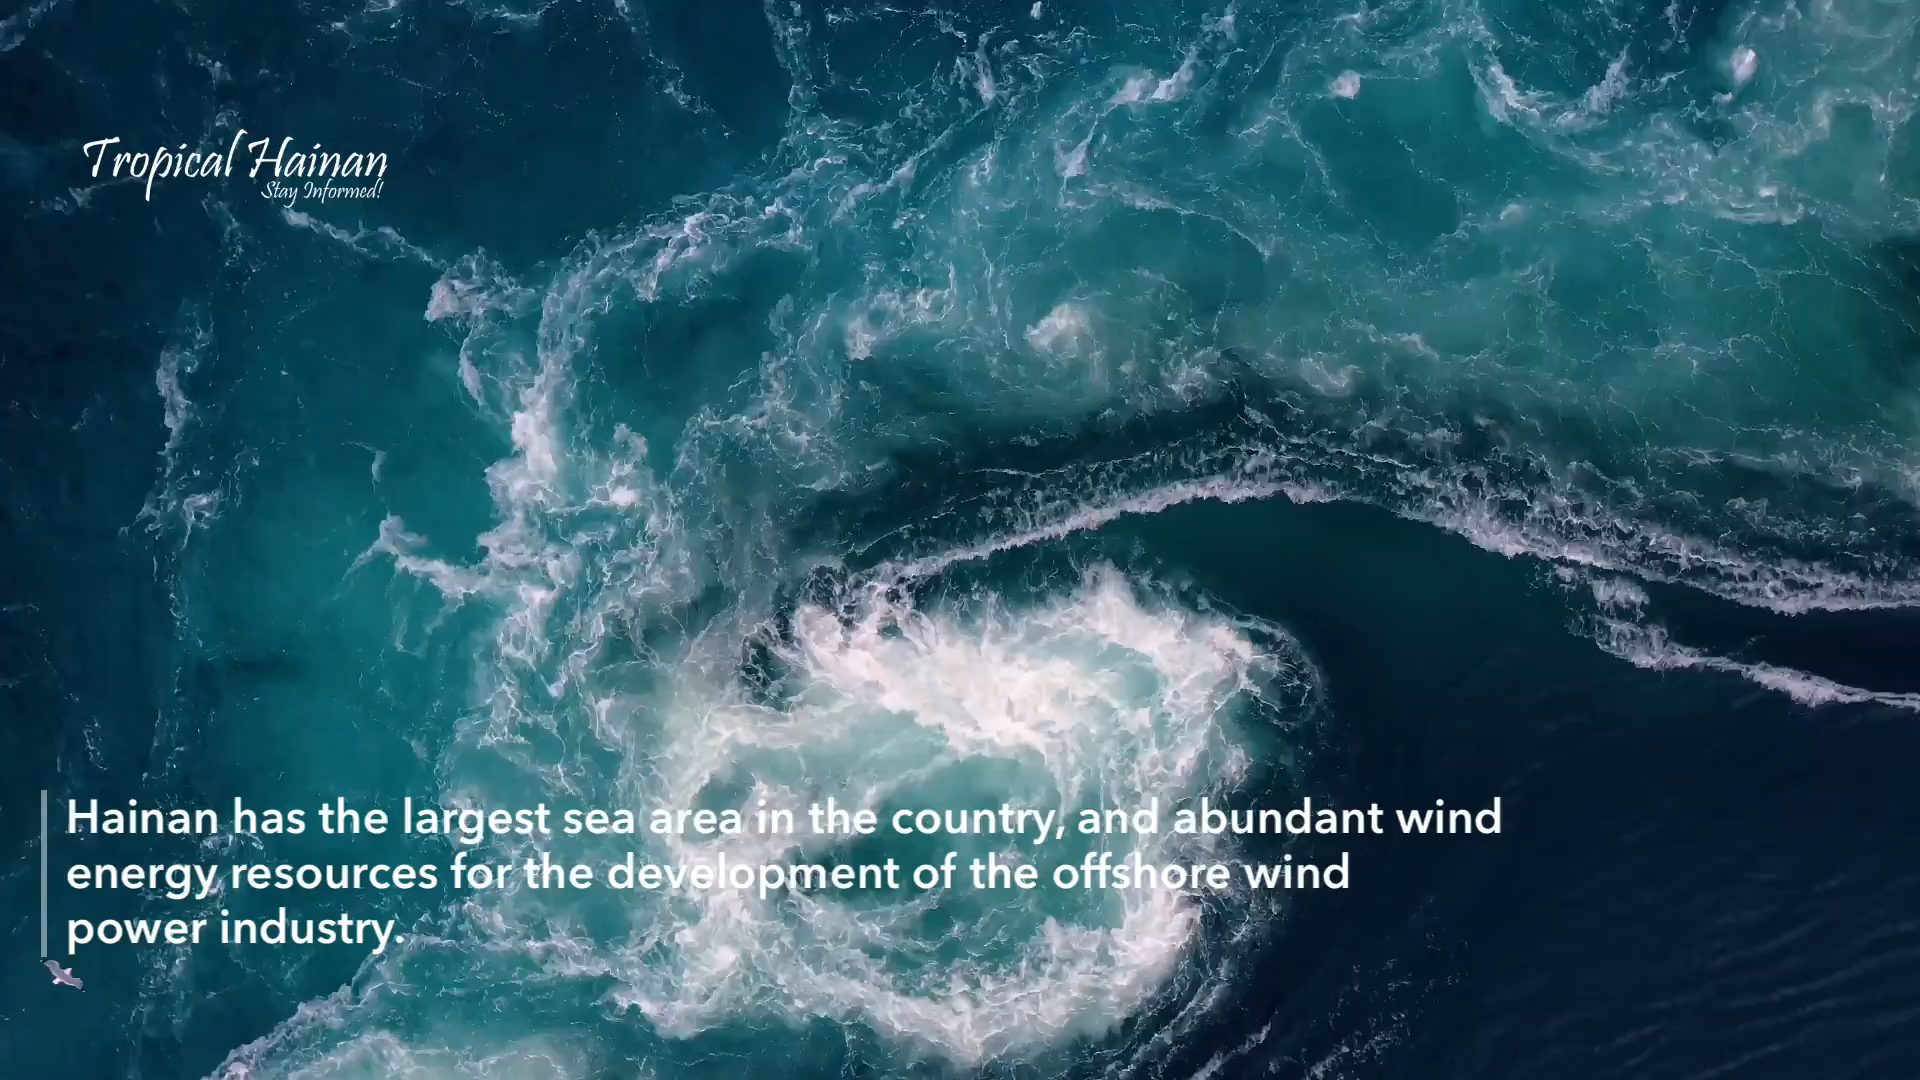 Tropical Hainan
Stay Informed!
Hainan has the largest sea area in the country, and abundant wind
energy resources for the development of the offshore wind
power industry.